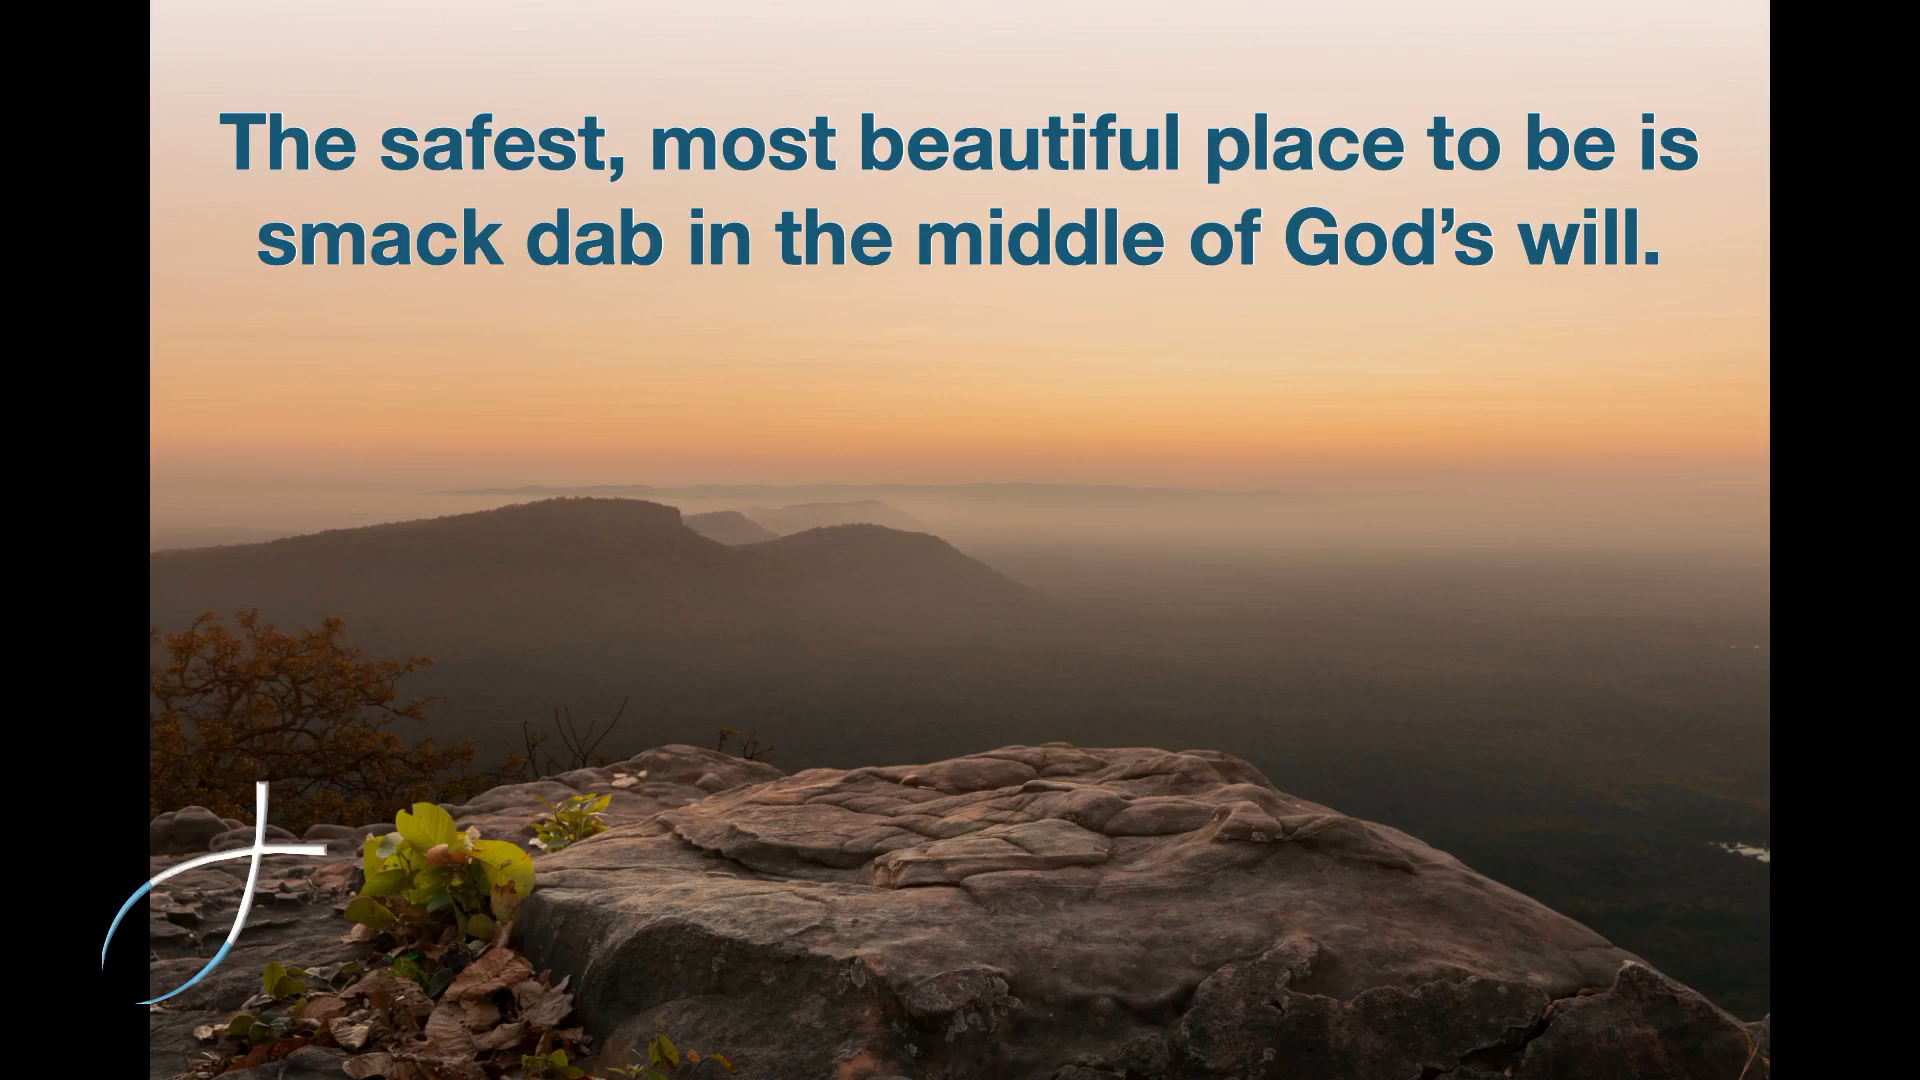 The safest, most beautiful place to be is
smack dab in the middle of God’s will.